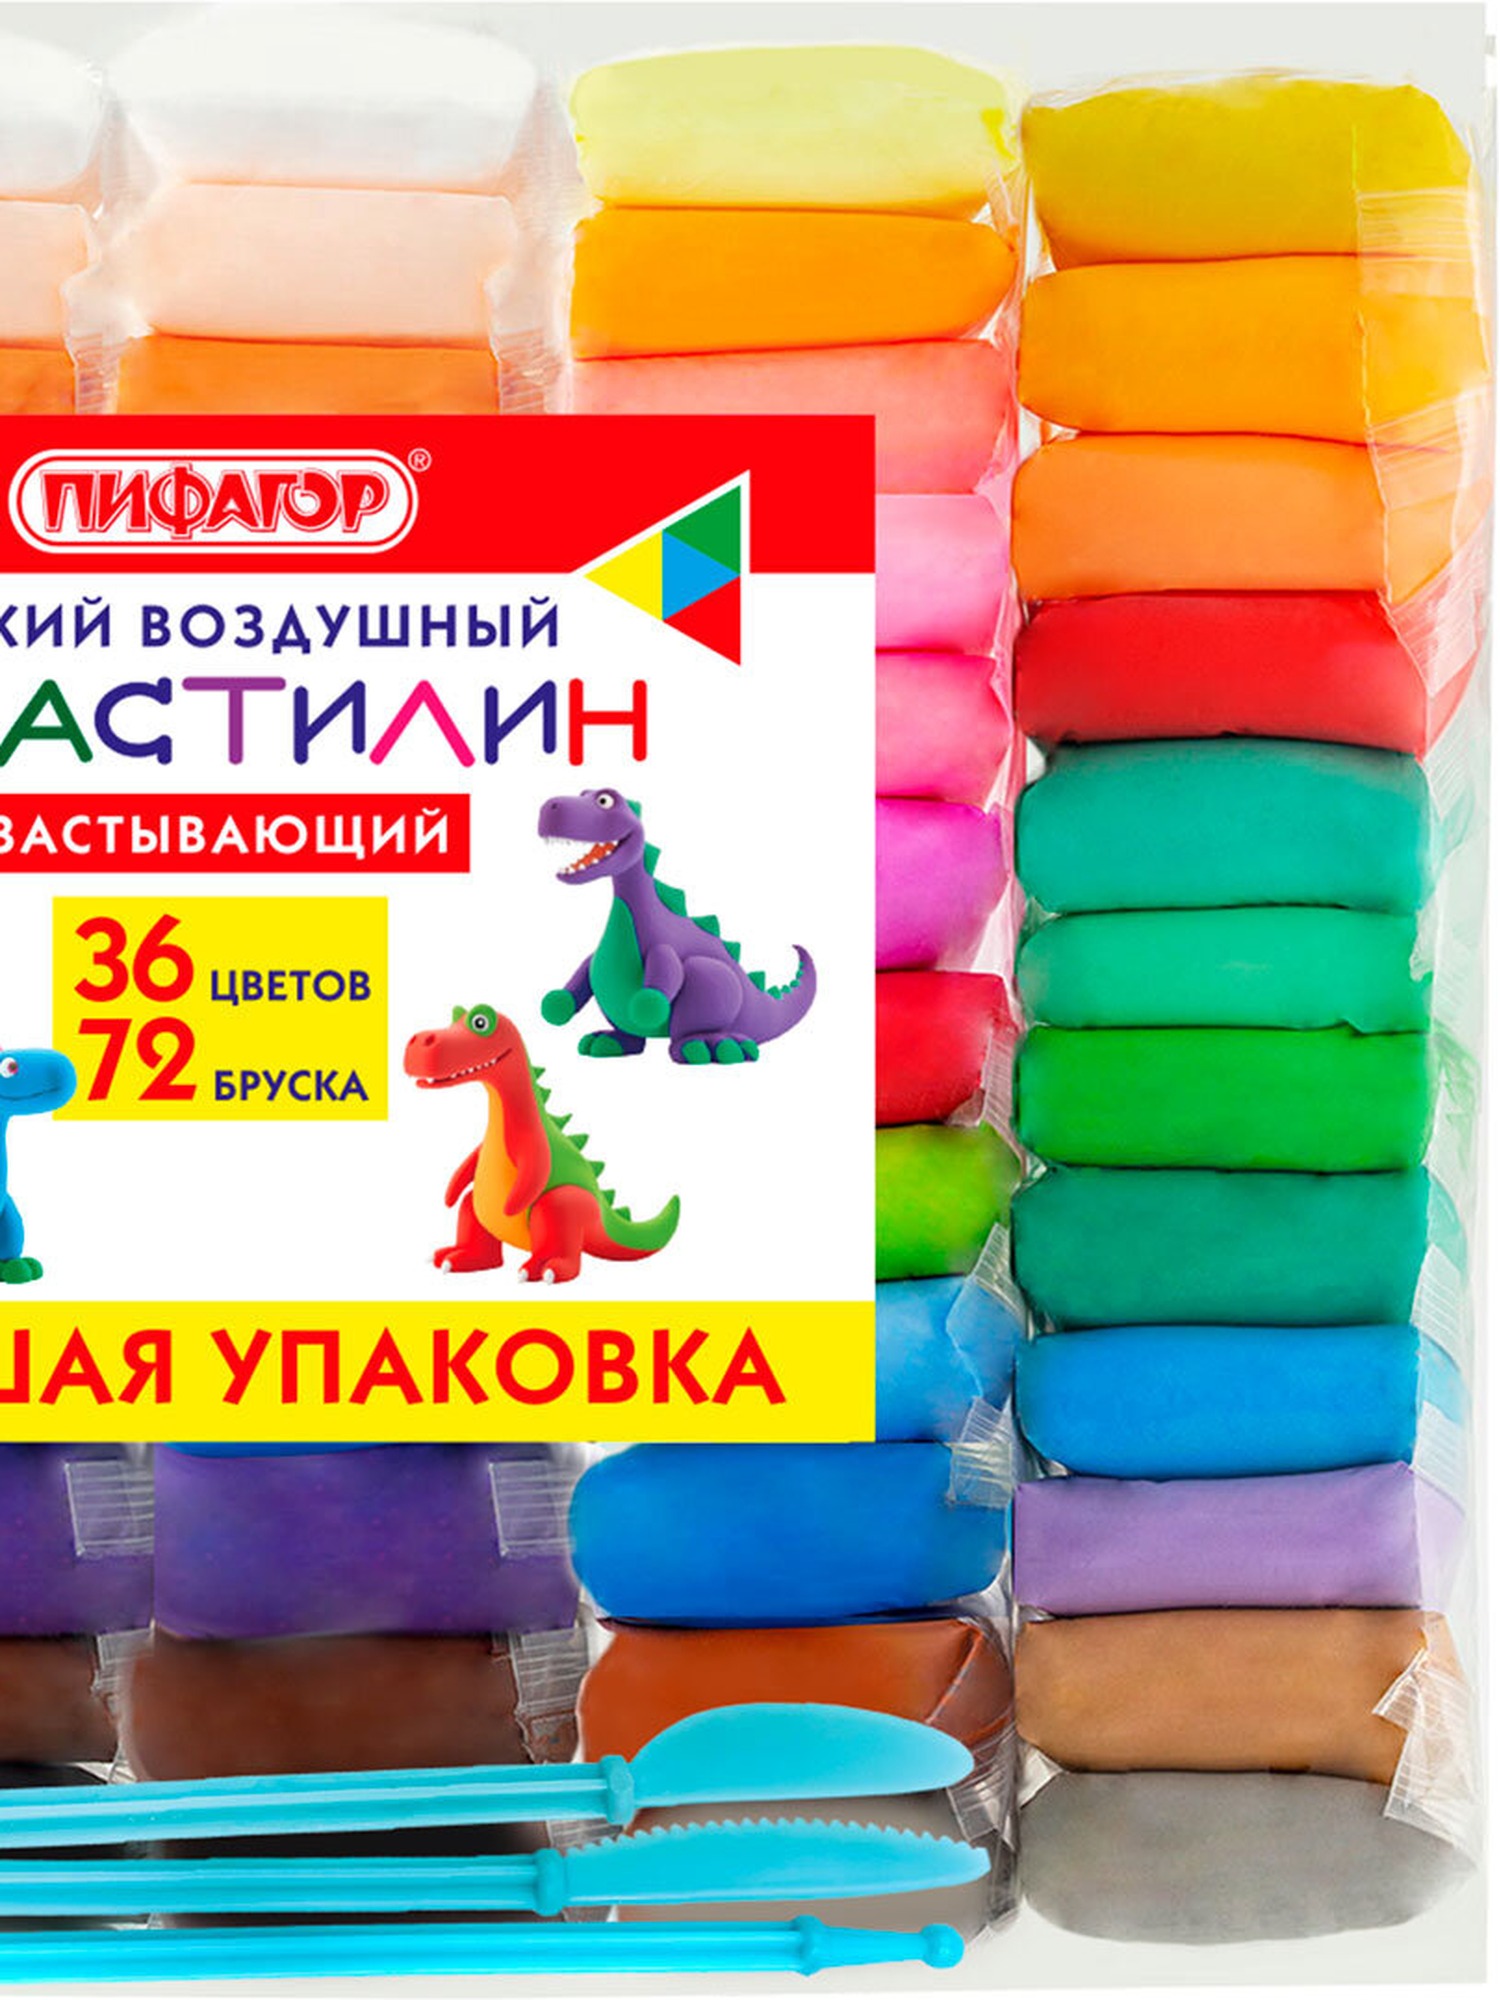 ПИФАГОР®
КИЙ ВОЗДУШНЫЙ
АСТИЛИН
ЗАСТЫВАЮЩИЙ
36 ЦВЕТОВ
72 БРУСКА
ШАЯ УПАКОВКА